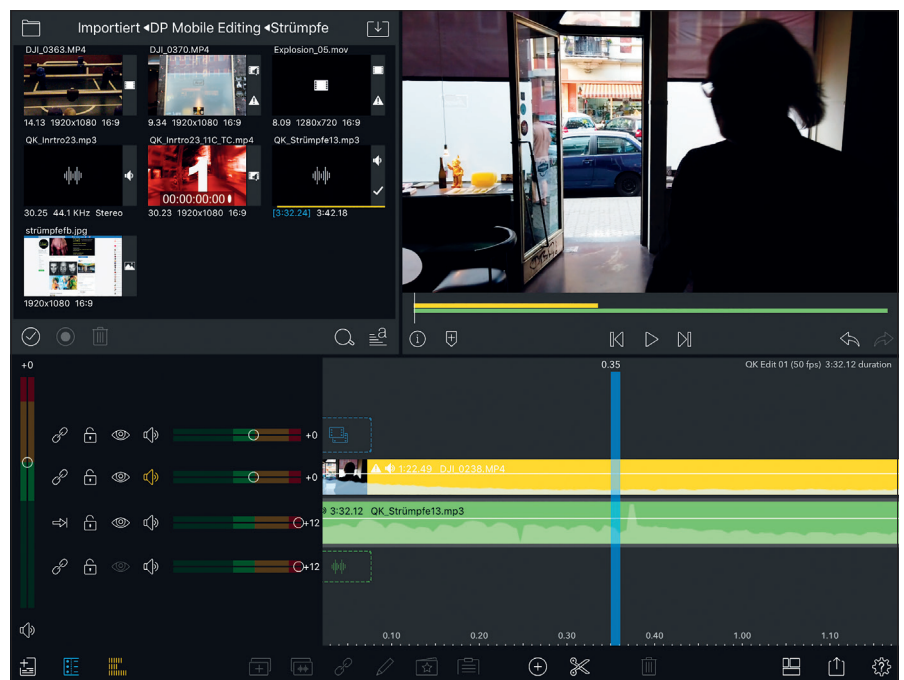 Importiert ◂DP Mobile Editing ◂Strümpfe
DJI_0363.MP4
DJI_0370.MP4
Explosion_05.mov
14.13 1920x1080 16:9
9.34 1920x1080 16:9
8.09 1280x720 16:9
QK_Inrtro23.mp3
QK_Inrtro23_11C_TC.mp4
QK_Strümpfe13.mp3
1
00:00:00:00
30.25 44.1 KHz Stereo
30.23 1920x1080 16:9
[3:32.24] 3:42.18
strümpfefb.jpg
1920x1080 16:9
a
+0
0.35
QK Edit 01 (50 fps) 3:32.12 duration
+0
+0
1:22.49 DJI_0238.MP4
+12
3:32.12 QK_Strümpfe13.mp3
+12
0.10
0.20
0.30
0.40
1.00
1.10